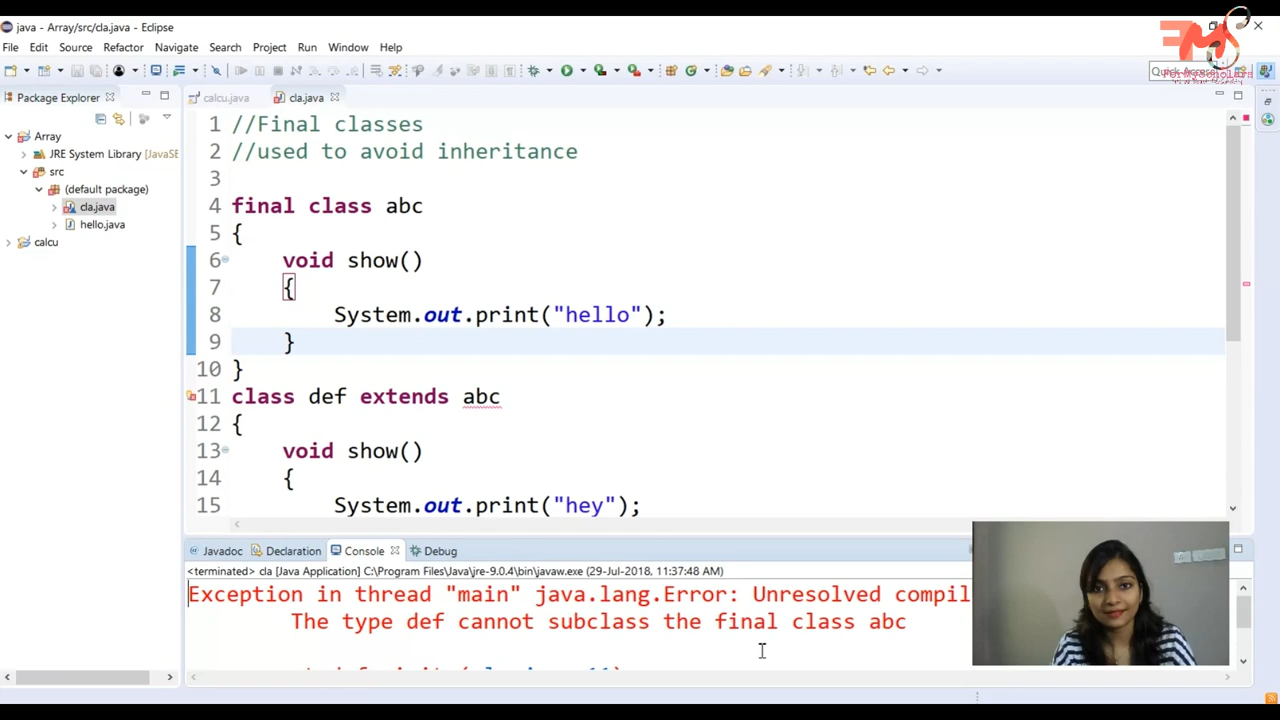 java - Array/src/cla.java - Eclipse
File Edit Source Refactor Navigate Search Project Run Window Help
Quick Access
ForMyScholars
Package Explorer
calcu.java cla.java
Array
JRE System Library [JavaSE
src
(default package)
cla.java
hello.java
calcu
1 //Final classes
2 //used to avoid inheritance
3
4 final class abc
5 {
6 void show()
7 {
8 System.out.print("hello");
9 }
10 }
11 class def extends abc
12 {
13 void show()
14 {
15 System.out.print("hey");
Javadoc Declaration Console Debug
<terminated> cla [Java Application] C:\Program Files\Java\jre-9.0.4\bin\javaw.exe (29-Jul-2018, 11:37:48 AM)
Exception in thread "main" java.lang.Error: Unresolved compil
The type def cannot subclass the final class abc